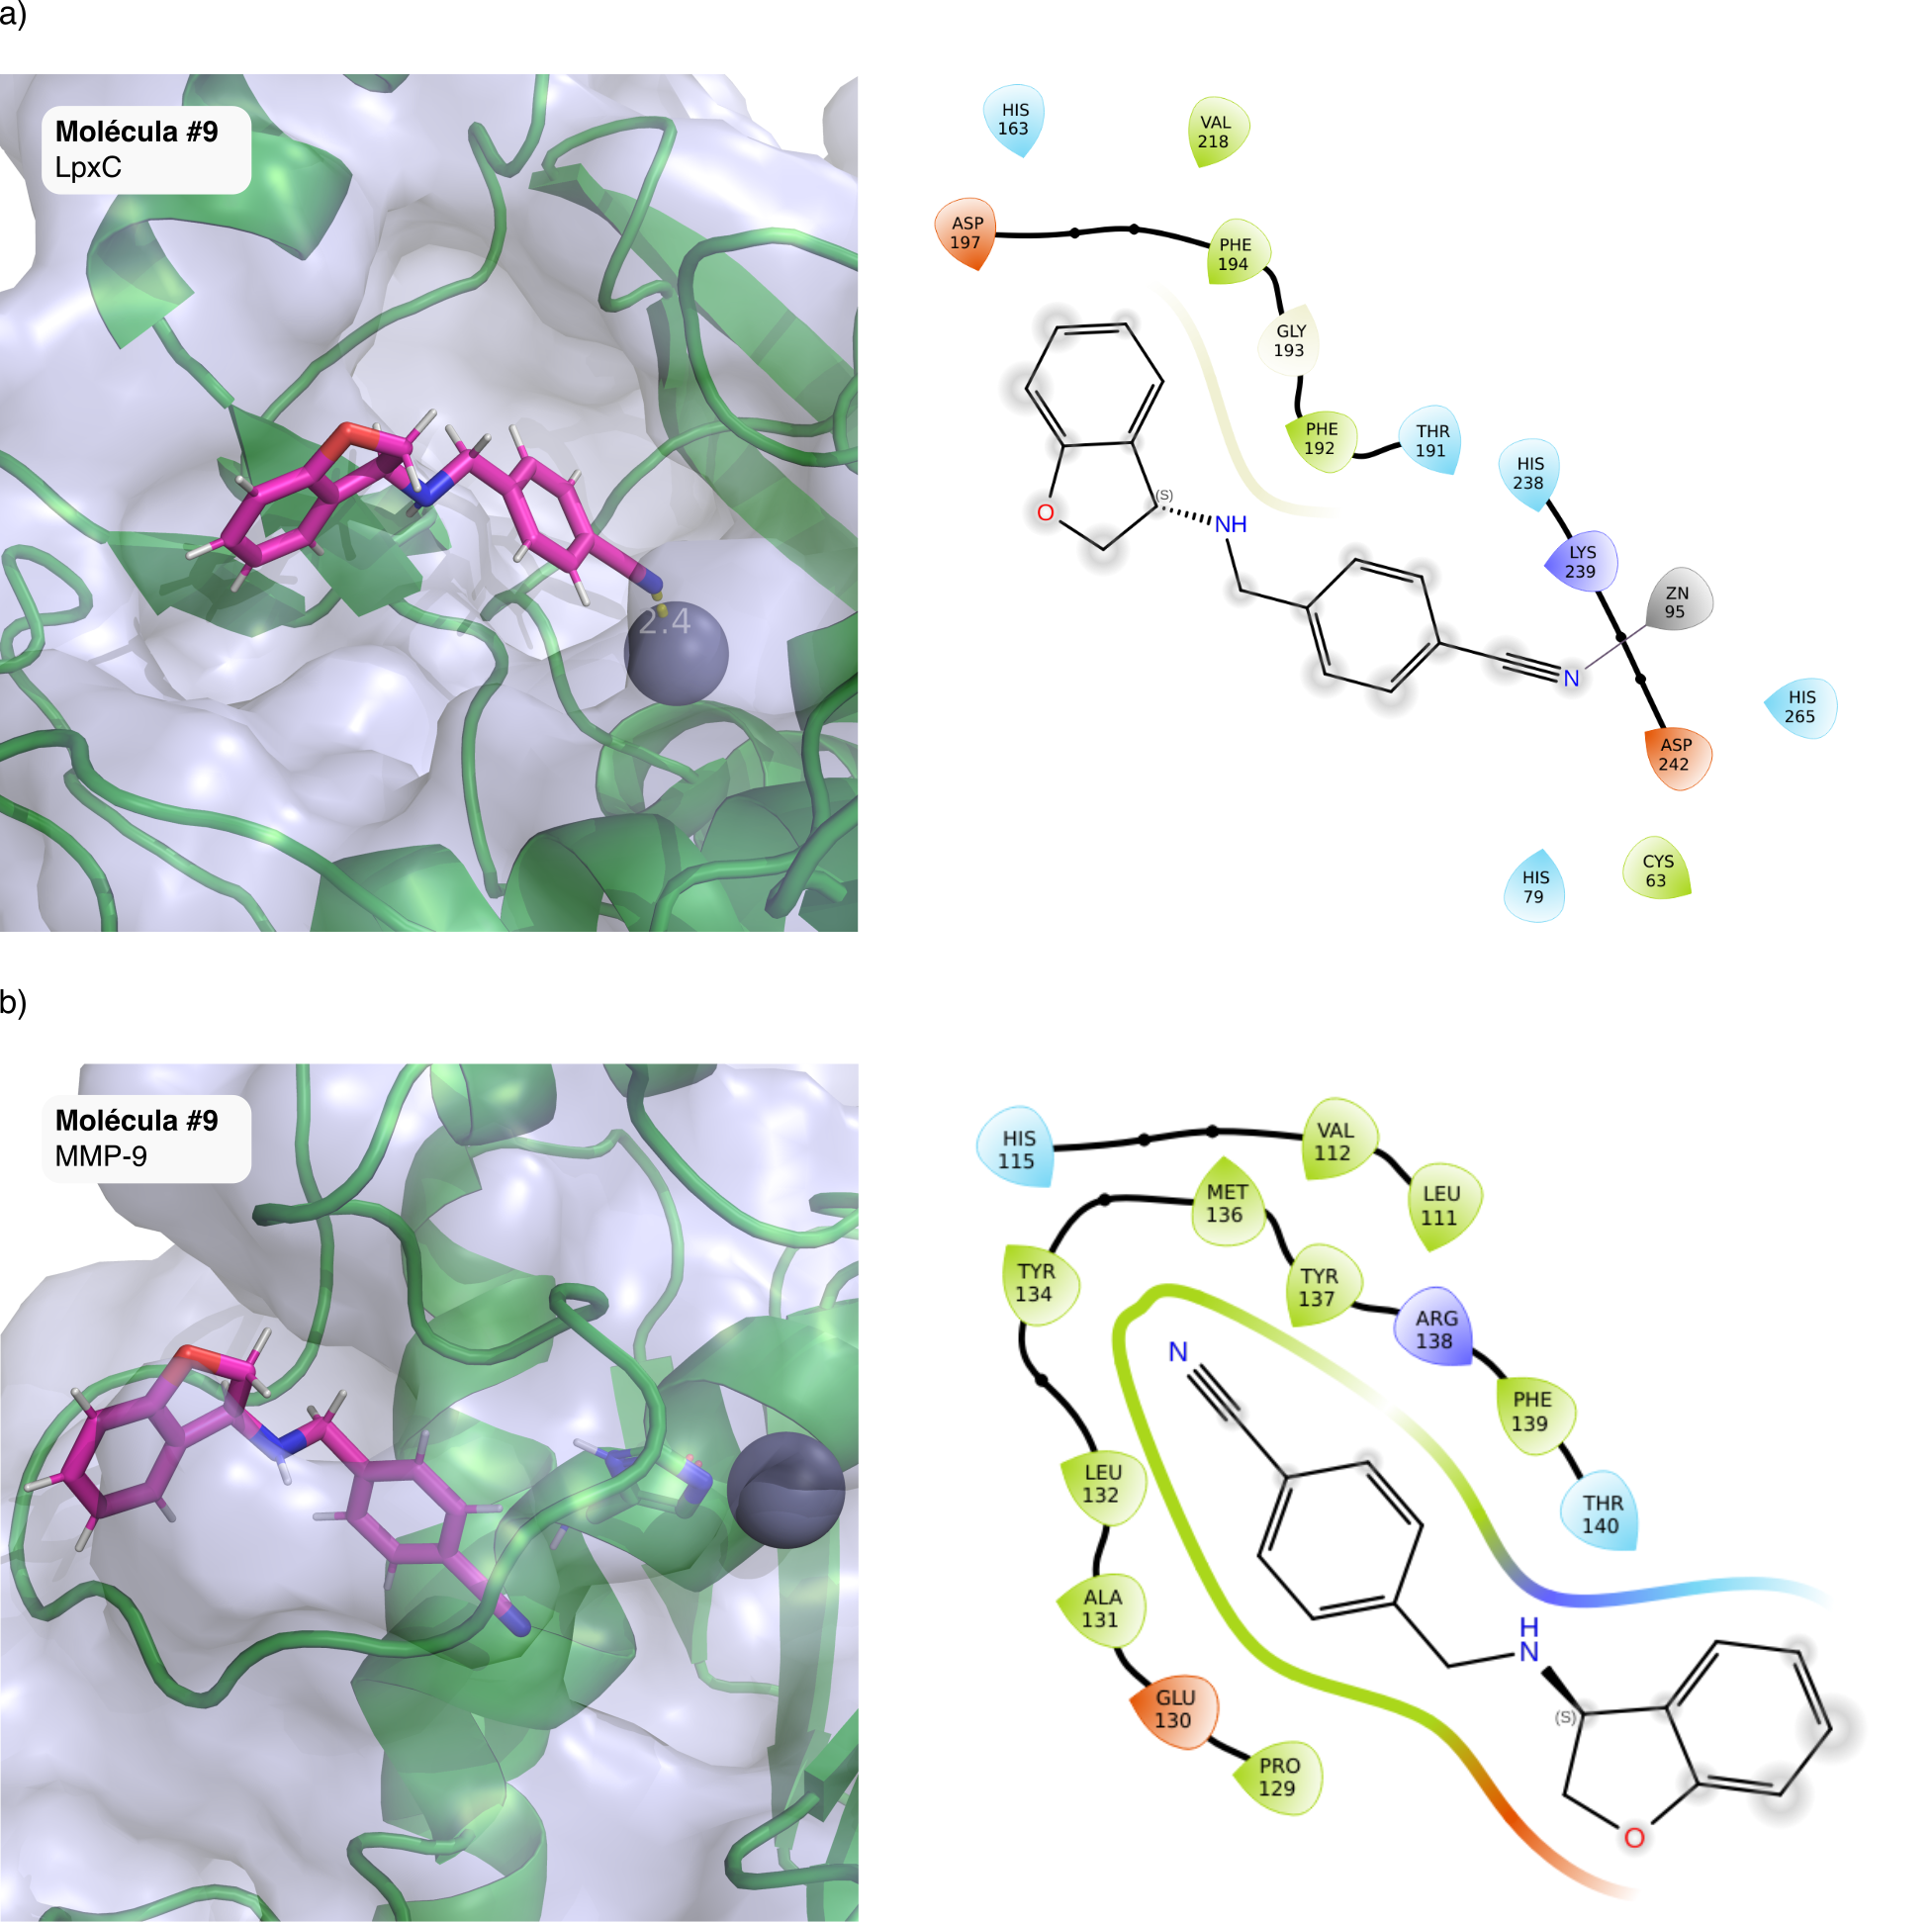 a)
Molécula #9
LpxC
2.4
HIS
163
VAL
218
ASP
197
PHE
194
GLY
193
PHE
192
THR
191
HIS
238
LYS
239
ZN
95
HIS
265
ASP
242
CYS
63
HIS
79
(S)
NH
O
N
b)
Molécula #9
MMP-9
HIS
115
VAL
112
LEU
111
MET
136
TYR
134
TYR
137
ARG
138
PHE
139
THR
140
LEU
132
ALA
131
GLU
130
PRO
129
N
H
N
(S)
O